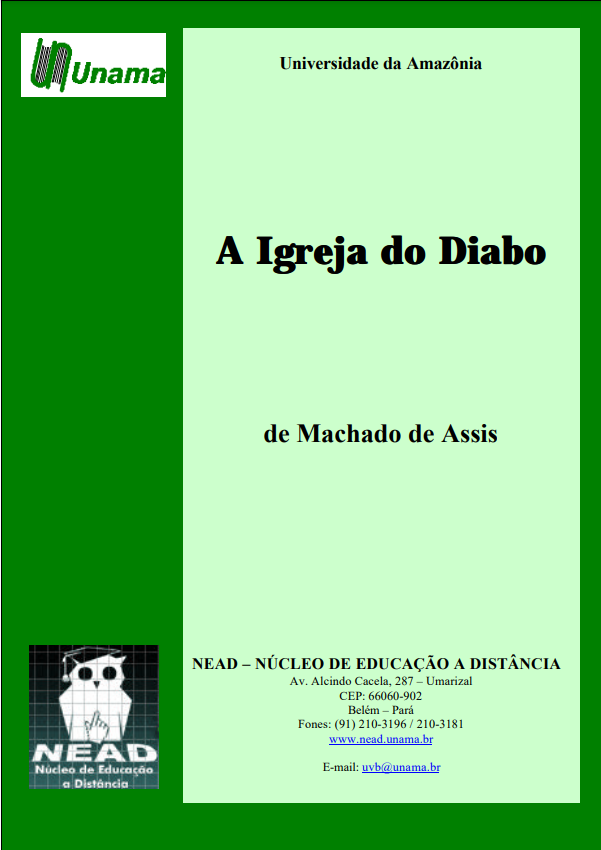 Unama
Universidade da Amazônia
A Igreja do Diabo
de Machado de Assis
NEAD – NÚCLEO DE EDUCAÇÃO A DISTÂNCIA
Av. Alcindo Cacela, 287 – Umarizal
CEP: 66060-902
Belém – Pará
Fones: (91) 210-3196 / 210-3181
www.nead.unama.br
E-mail: uvb@unama.br
NEAD
Núcleo de Educação
a Distância